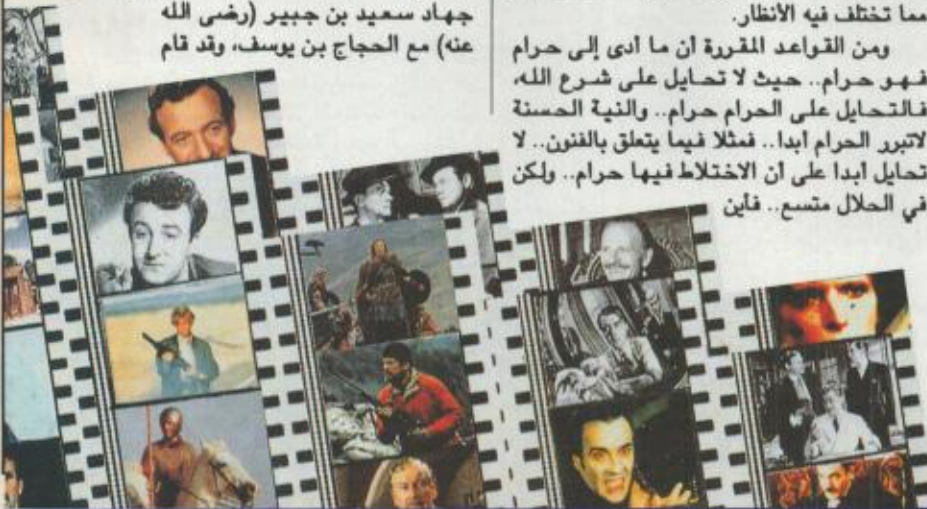 مما تختلف فيه الأنظار.
ومن القواعد المقررة أن ما أدى إلى حرام
فهو حرام.. حيث لا تحايل على شرع الله،
فالتحايل على الحرام حرام.. والنية الحسنة
لاتبرر الحرام أبدا.. فمثلا فيما يتعلق بالفنون.. لا
تحايل أبدا على أن الاختلاط فيها حرام.. ولكن
في الحلال متسع.. فأين
جهاد سعيد بن جبير (رضى الله
عنه) مع الحجاج بن يوسف، وقد قام